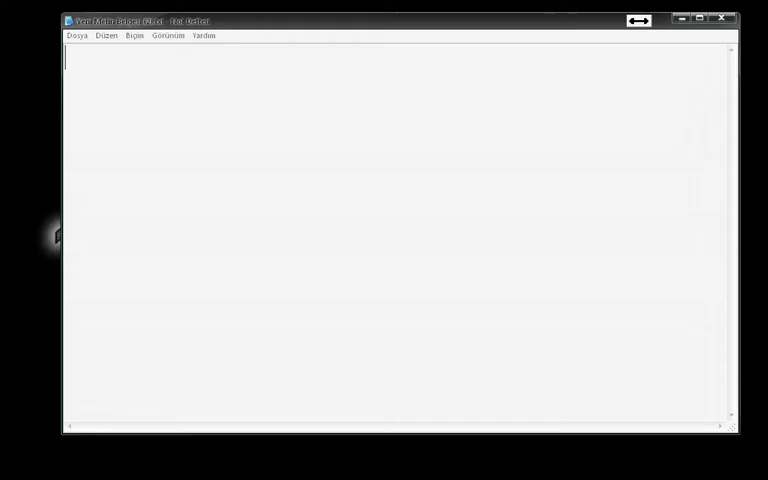 Yeni Metin Belgesi (2).txt - Not Defteri
Dosya Düzen Biçim Görünüm Yardım